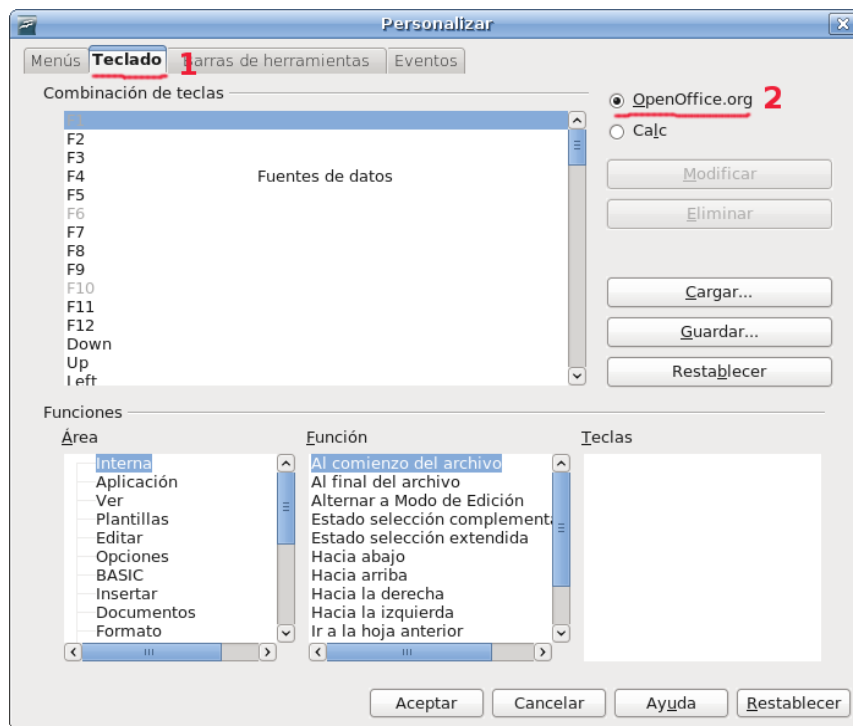 Personalizar
Menús Teclado 1 Barras de herramientas Eventos
Combinación de teclas
F1
F2
F3
F4 Fuentes de datos
F5
F6
F7
F8
F9
F10
F11
F12
Down
Up
Left
OpenOffice.org 2
Calc
Modificar
Eliminar
Cargar...
Guardar...
Restablecer
Funciones
Área
Interna
Aplicación
Ver
Plantillas
Editar
Opciones
BASIC
Insertar
Documentos
Formato
Función
Al comienzo del archivo
Al final del archivo
Alternar a Modo de Edición
Estado selección complement
Estado selección extendida
Hacia abajo
Hacia arriba
Hacia la derecha
Hacia la izquierda
Ir a la hoja anterior
Teclas
Aceptar Cancelar Ayuda Restablecer